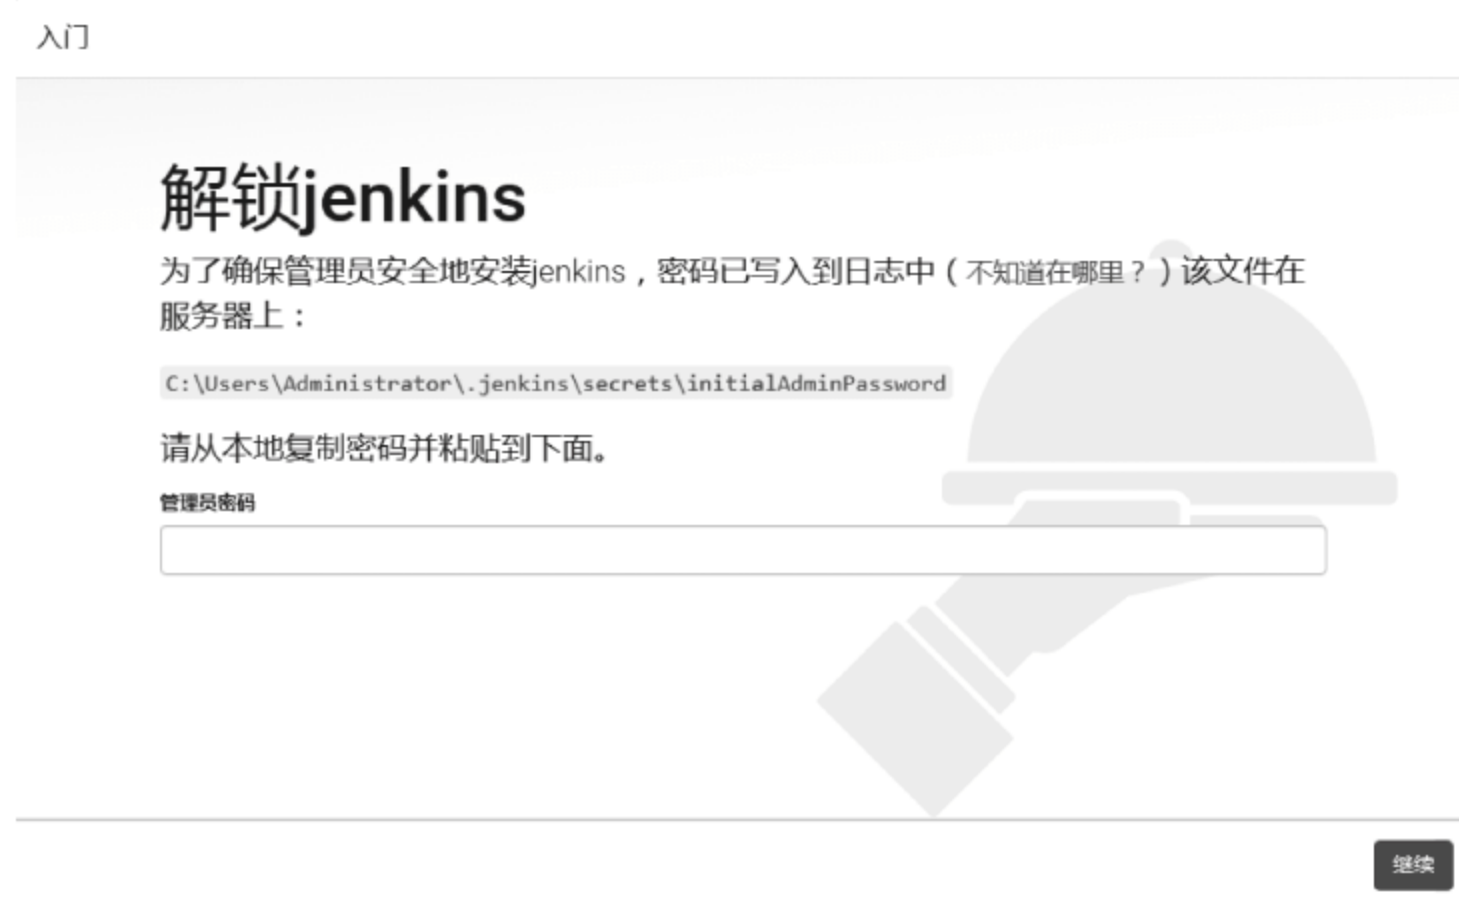 入门
解锁jenkins
为了确保管理员安全地安装jenkins，密码已写入到日志中（不知道在哪里？）该文件在
服务器上：
C:\Users\Administrator\.jenkins\secrets\initialAdminPassword
请从本地复制密码并粘贴到下面。
管理员密码
继续